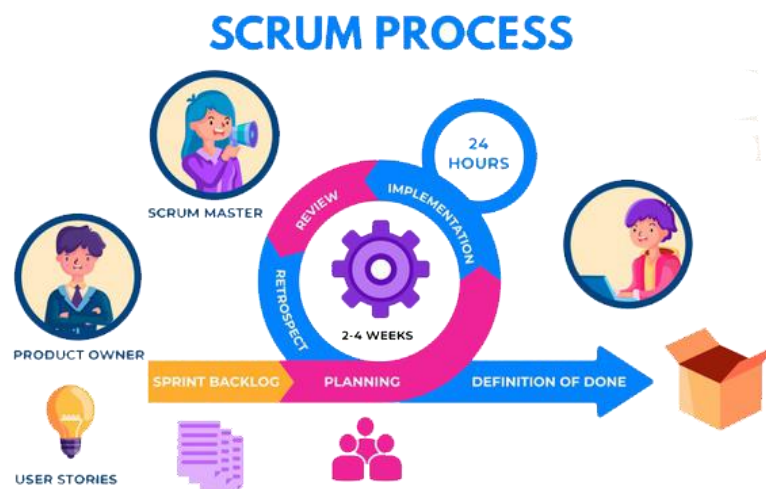 SCRUM PROCESS
24
HOURS
SCRUM MASTER
REVIEW
IMPLEMENTATION
RETROSPECT
2-4 WEEKS
PRODUCT OWNER
SPRINT BACKLOG
PLANNING
DEFINITION OF DONE
USER STORIES